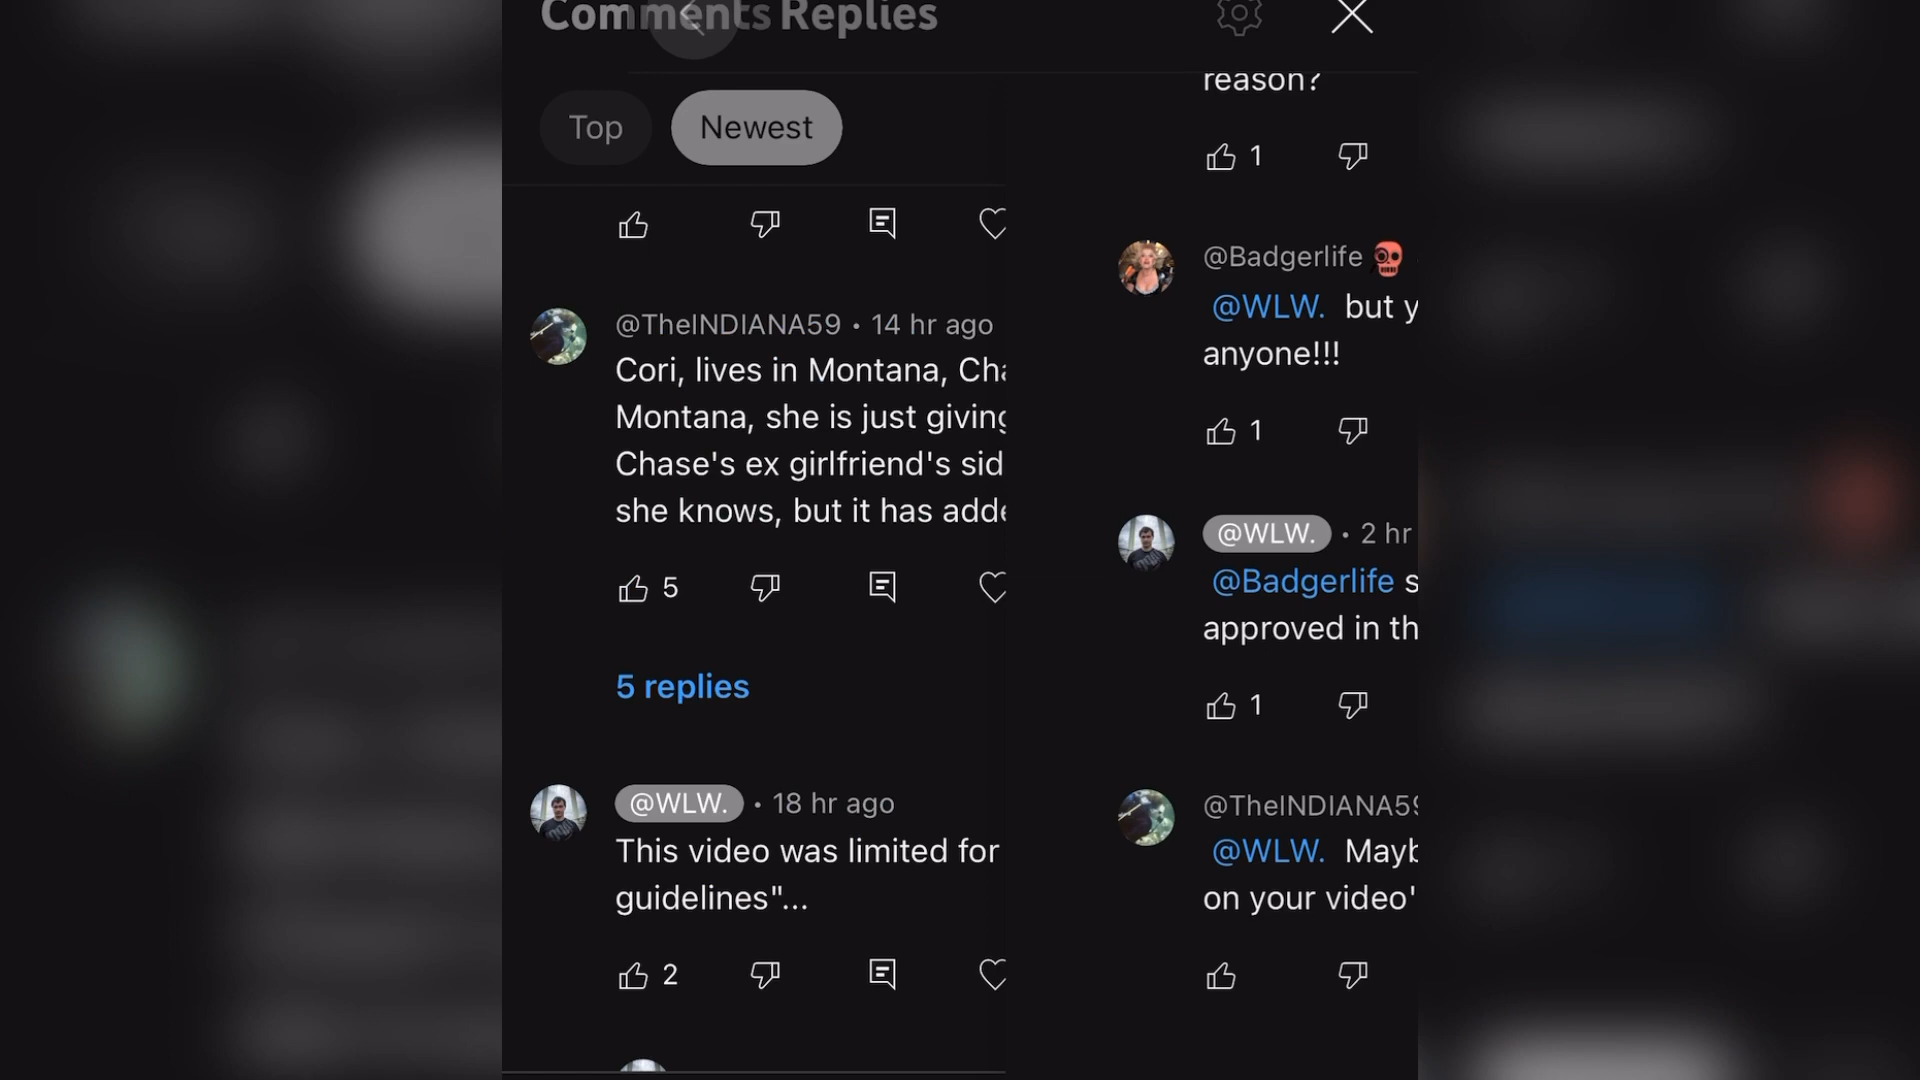 Comments Replies
Top
Newest
@TheINDIANA59 • 14 hr ago
Cori, lives in Montana, Cha
Montana, she is just giving
Chase's ex girlfriend's sid
she knows, but it has adde
5
5 replies
@WLW. • 18 hr ago
This video was limited for
guidelines"...
2
reason?
1
@Badgerlife
@WLW. but y
anyone!!!
1
@WLW. • 2 hr
@Badgerlife s
approved in th
1
@TheINDIANA59
@WLW. Mayb
on your video'